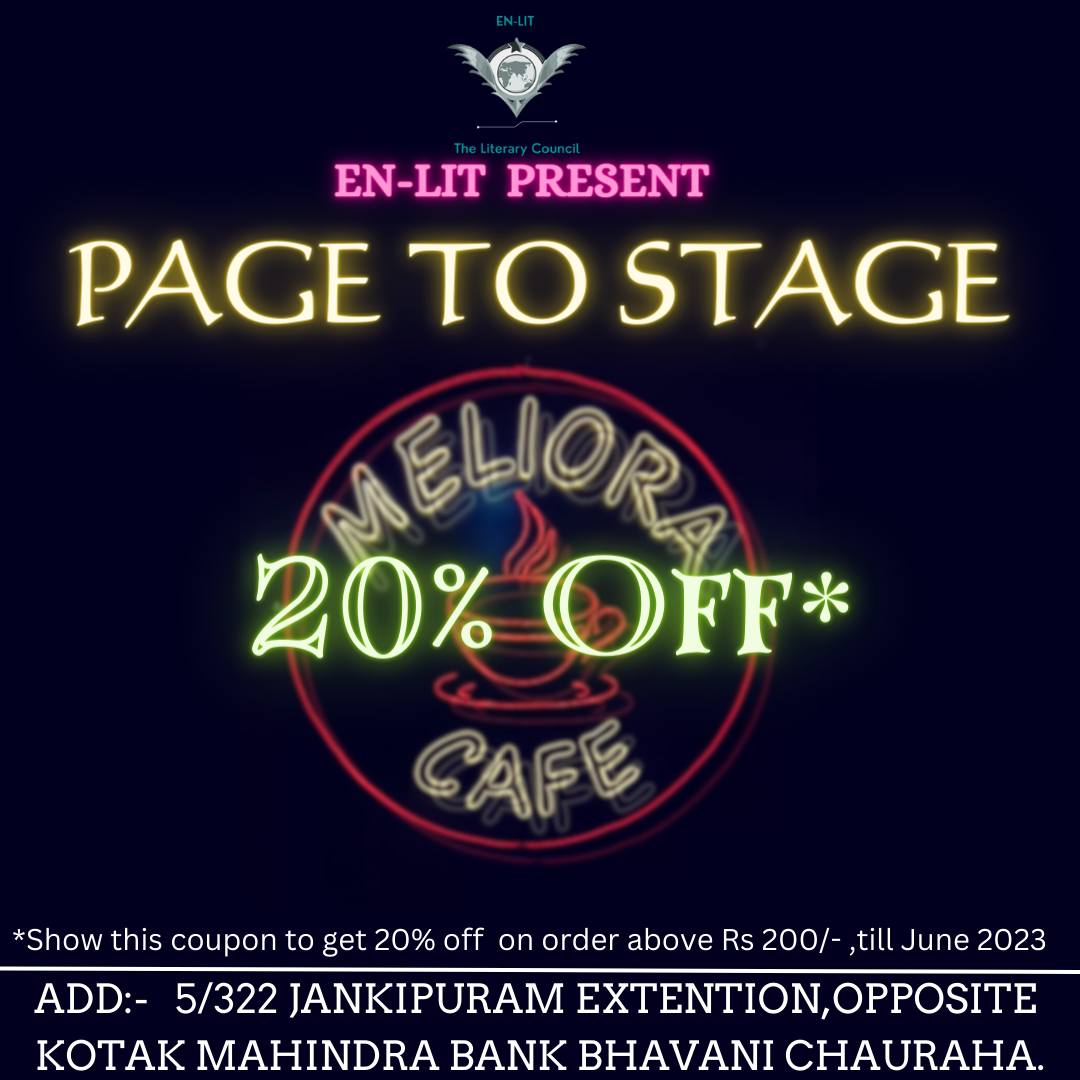 EN-LIT
The Literary Council
EN-LIT PRESENT
PAGE TO STAGE
MELIORA
20% OFF*
CAFE
*Show this coupon to get 20% off on order above Rs 200/- ,till June 2023
ADD:- 5/322 JANKIPURAM EXTENTION,OPPOSITE
KOTAK MAHINDRA BANK BHAVANI CHAURAHA.